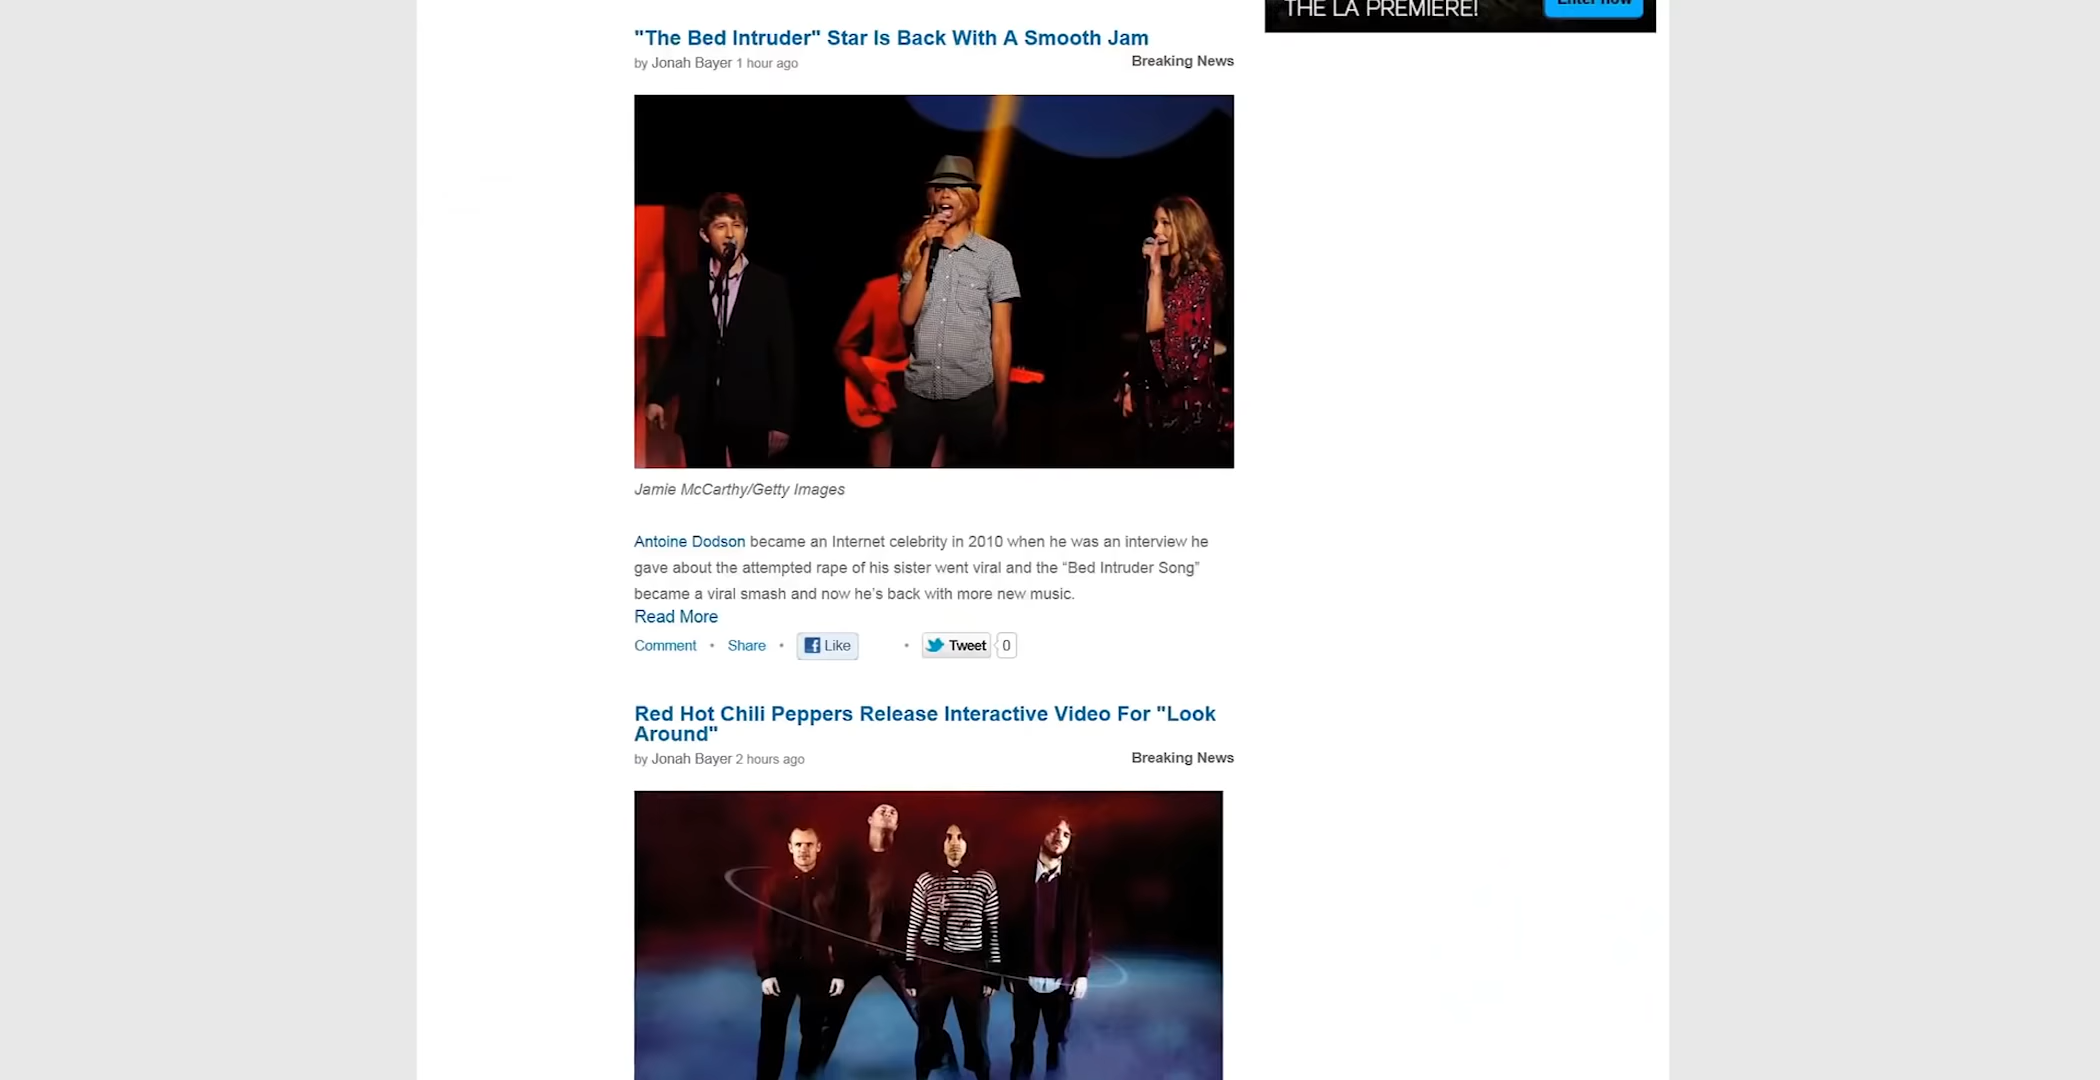 THE LA PREMIERE!
Enter now
"The Bed Intruder" Star Is Back With A Smooth Jam
by Jonah Bayer 1 hour ago
Breaking News
Jamie McCarthy/Getty Images
Antoine Dodson became an Internet celebrity in 2010 when he was an interview he
gave about the attempted rape of his sister went viral and the “Bed Intruder Song”
became a viral smash and now he’s back with more new music.
Read More
Comment • Share • Like • Tweet 0
Red Hot Chili Peppers Release Interactive Video For "Look
Around"
by Jonah Bayer 2 hours ago
Breaking News